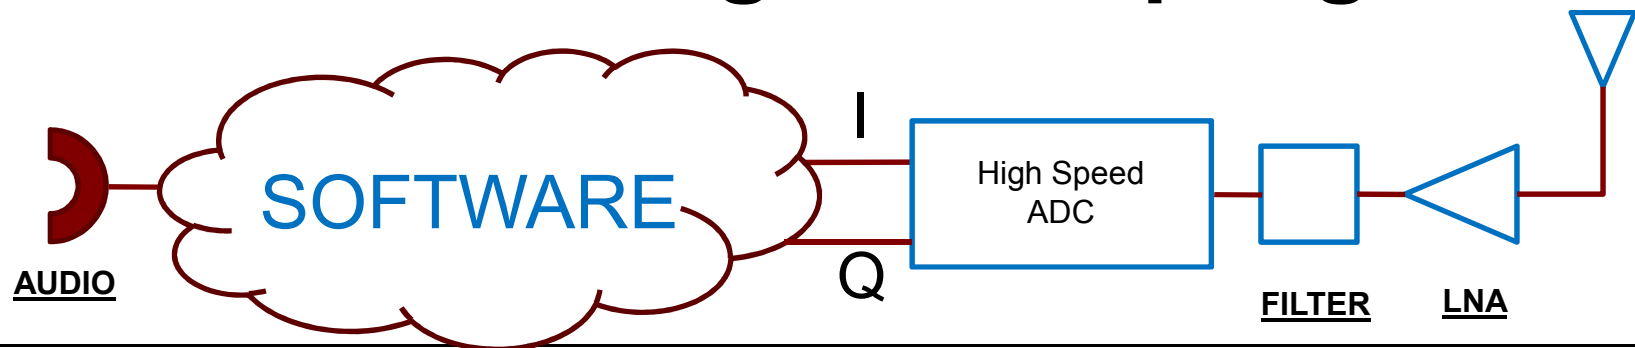 I
High Speed
ADC
SOFTWARE
Q
AUDIO
FILTER
LNA